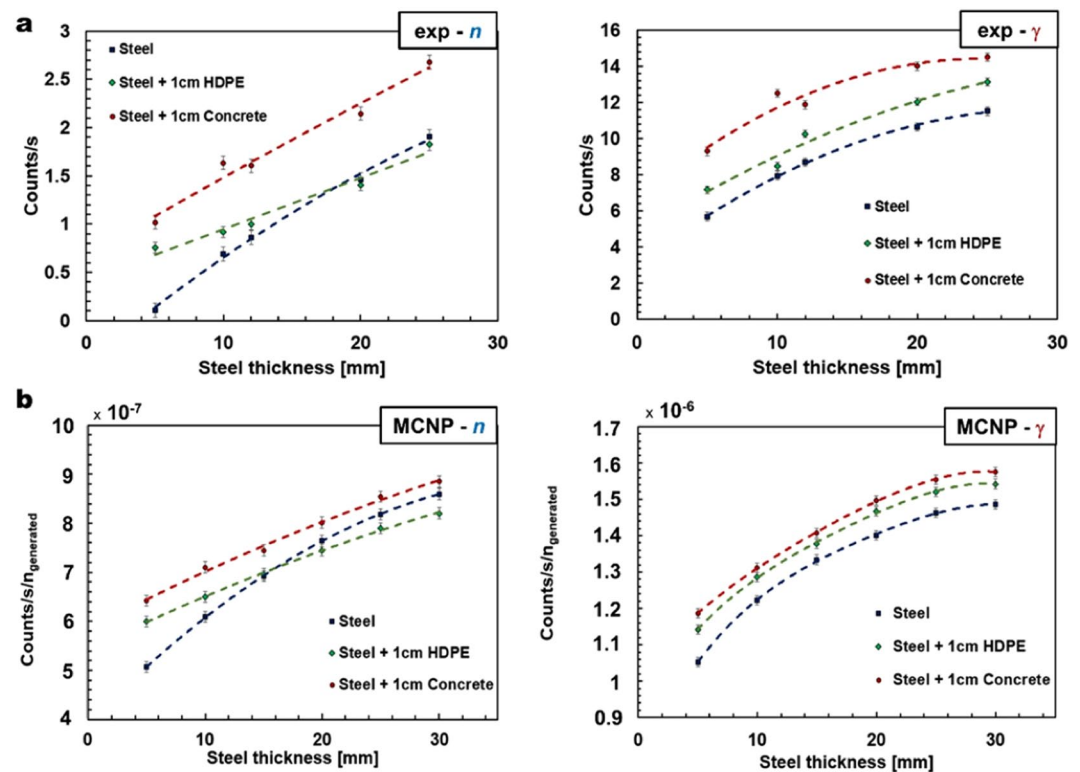 a
exp - n
3
2.5
2
1.5
1
0.5
0
Counts/s
Steel
Steel + 1cm HDPE
Steel + 1cm Concrete
0 10 20 30
Steel thickness [mm]
exp - γ
16
14
12
10
8
6
4
2
0
Counts/s
Steel
Steel + 1cm HDPE
Steel + 1cm Concrete
0 10 20 30
Steel thickness [mm]
b
x 10-7
MCNP - n
10
9
8
7
6
5
4
Counts/s/ngenerated
Steel
Steel + 1cm HDPE
Steel + 1cm Concrete
0 10 20 30
Steel thickness [mm]
x 10-6
MCNP - γ
1.7
1.6
1.5
1.4
1.3
1.2
1.1
1
0.9
Counts/s/ngenerated
Steel
Steel + 1cm HDPE
Steel + 1cm Concrete
0 10 20 30
Steel thickness [mm]